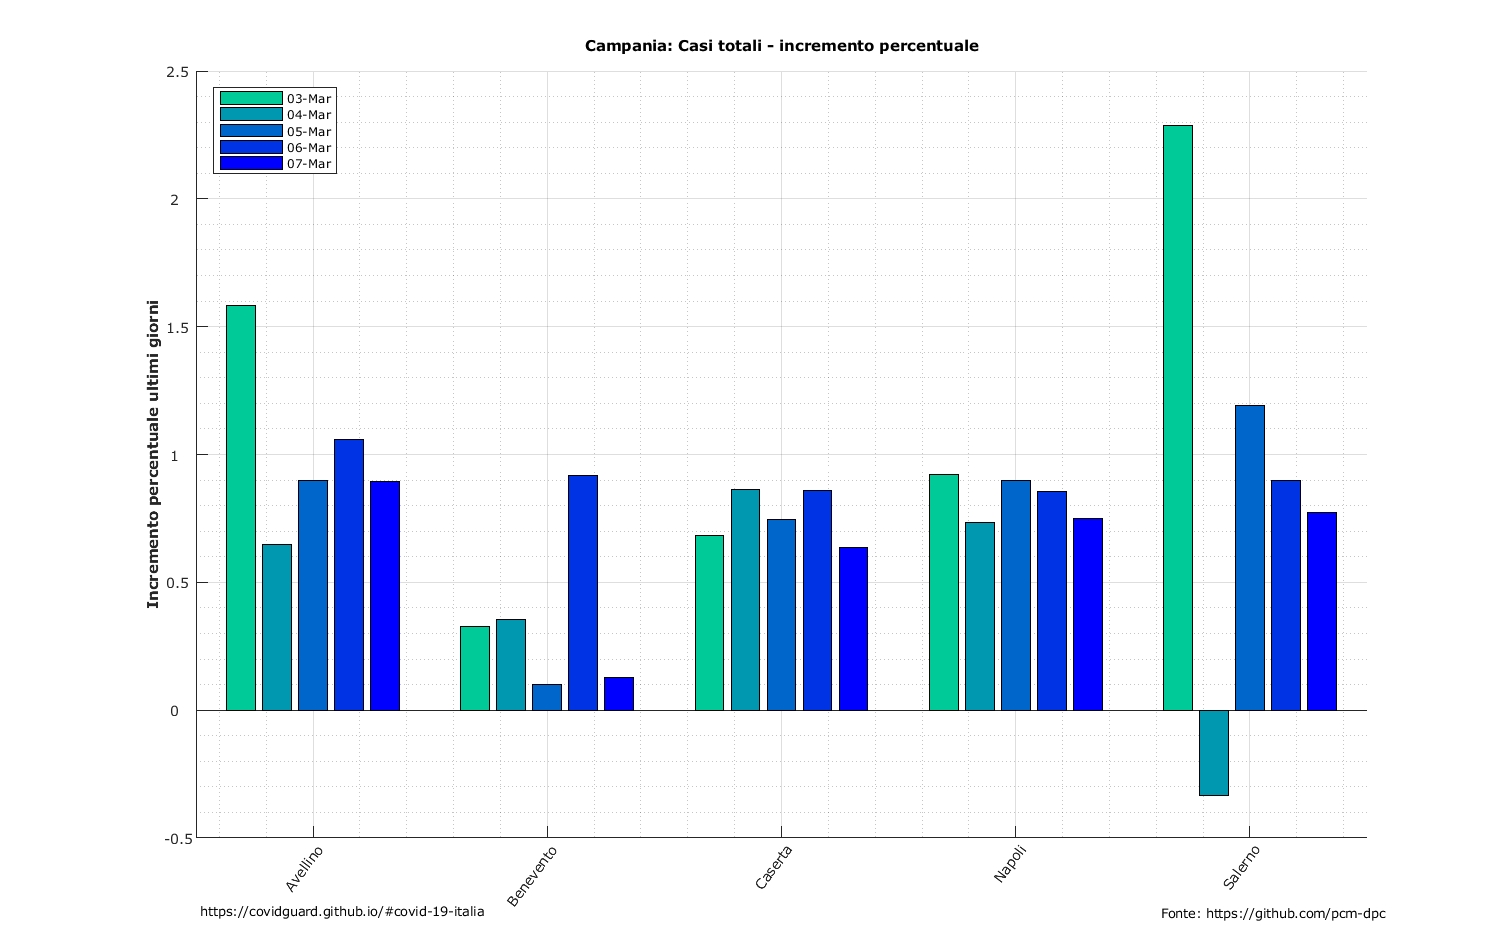 Campania: Casi totali - incremento percentuale
Incremento percentuale ultimi giorni
2.5
2
1.5
1
0.5
0
-0.5
03-Mar
04-Mar
05-Mar
06-Mar
07-Mar
Avellino
Benevento
Caserta
Napoli
Salerno
https://covidguard.github.io/#covid-19-italia
Fonte: https://github.com/pcm-dpc